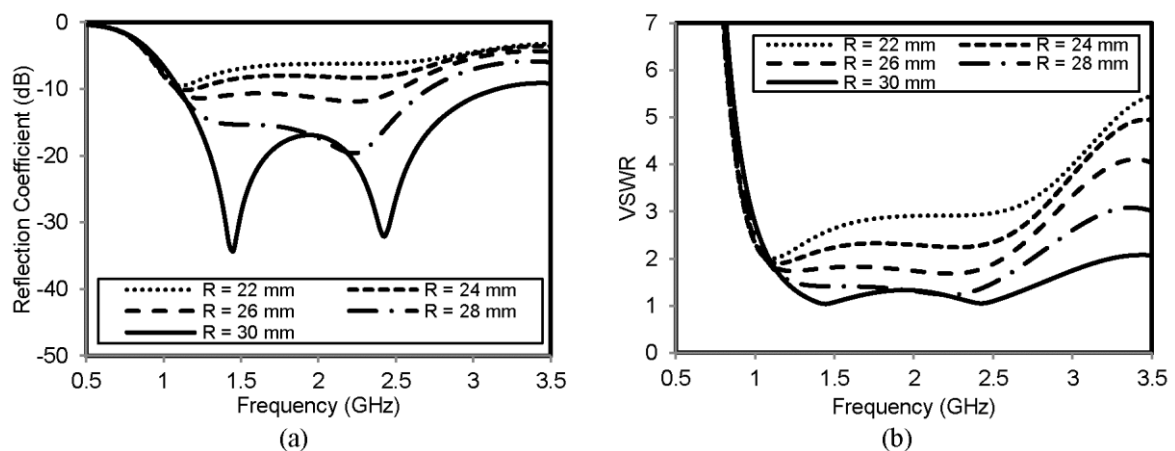 0
-10
-20
-30
-40
-50
Reflection Coefficient (dB)
R = 22 mm
R = 24 mm
R = 26 mm
R = 28 mm
R = 30 mm
0.5 1 1.5 2 2.5 3 3.5
Frequency (GHz)
(a)
7
6
5
4
3
2
1
0
VSWR
R = 22 mm
R = 24 mm
R = 26 mm
R = 28 mm
R = 30 mm
0.5 1 1.5 2 2.5 3 3.5
Frequency (GHz)
(b)